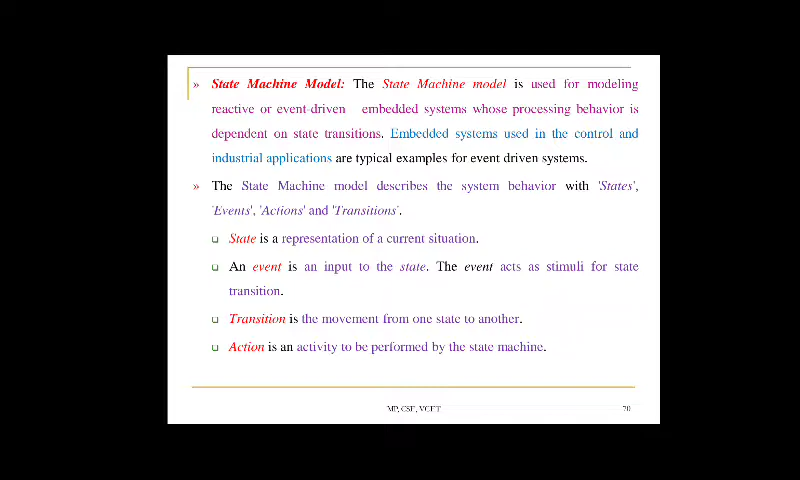 » State Machine Model: The State Machine model is used for modeling
reactive or event-driven embedded systems whose processing behavior is
dependent on state transitions. Embedded systems used in the control and
industrial applications are typical examples for event driven systems.
» The State Machine model describes the system behavior with 'States',
'Events', 'Actions' and 'Transitions'.
State is a representation of a current situation.
An event is an input to the state. The event acts as stimuli for state
transition.
Transition is the movement from one state to another.
Action is an activity to be performed by the state machine.
MP, CSE, VCET 70